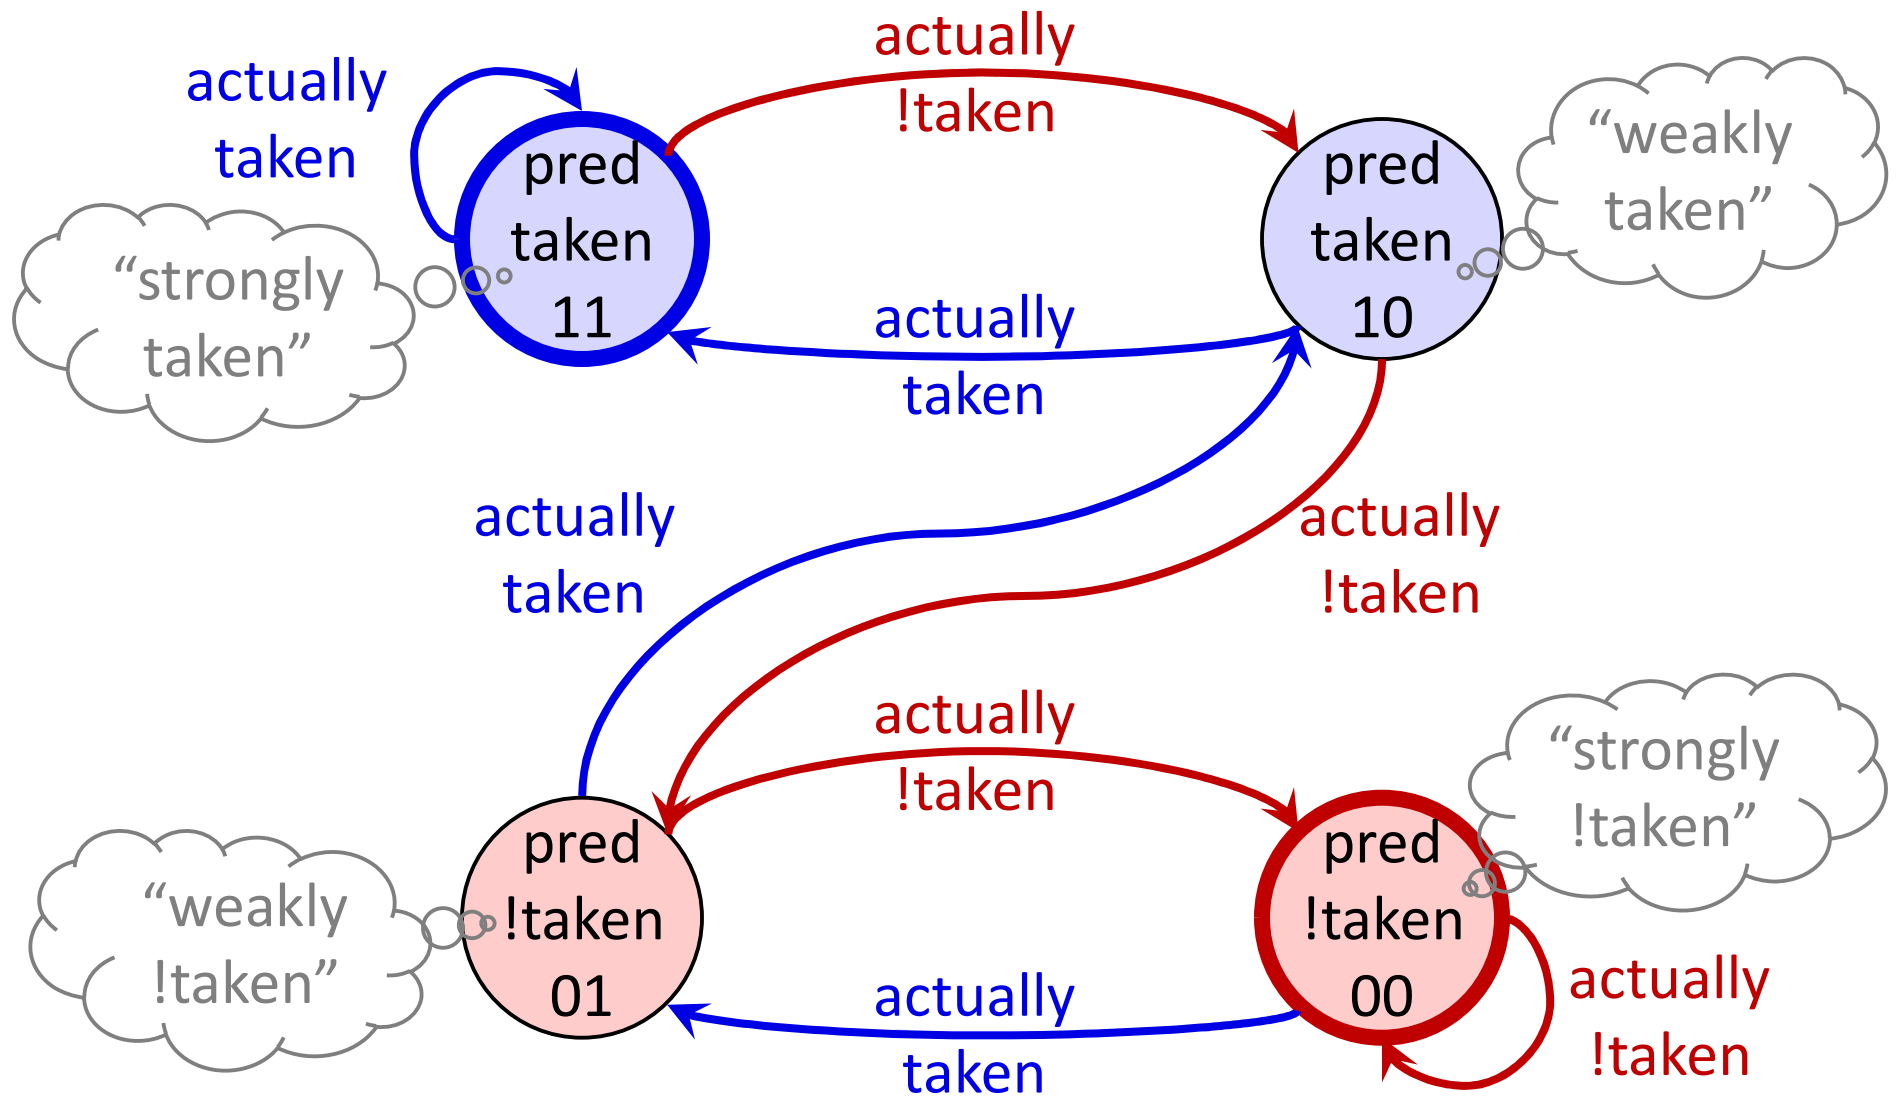 actually
!taken
actually
taken
“weakly
taken”
pred
taken
11
pred
taken
10
“strongly
taken”
actually
taken
actually
taken
actually
!taken
actually
!taken
“strongly
!taken”
pred
!taken
01
pred
!taken
00
“weakly
!taken”
actually
taken
actually
!taken